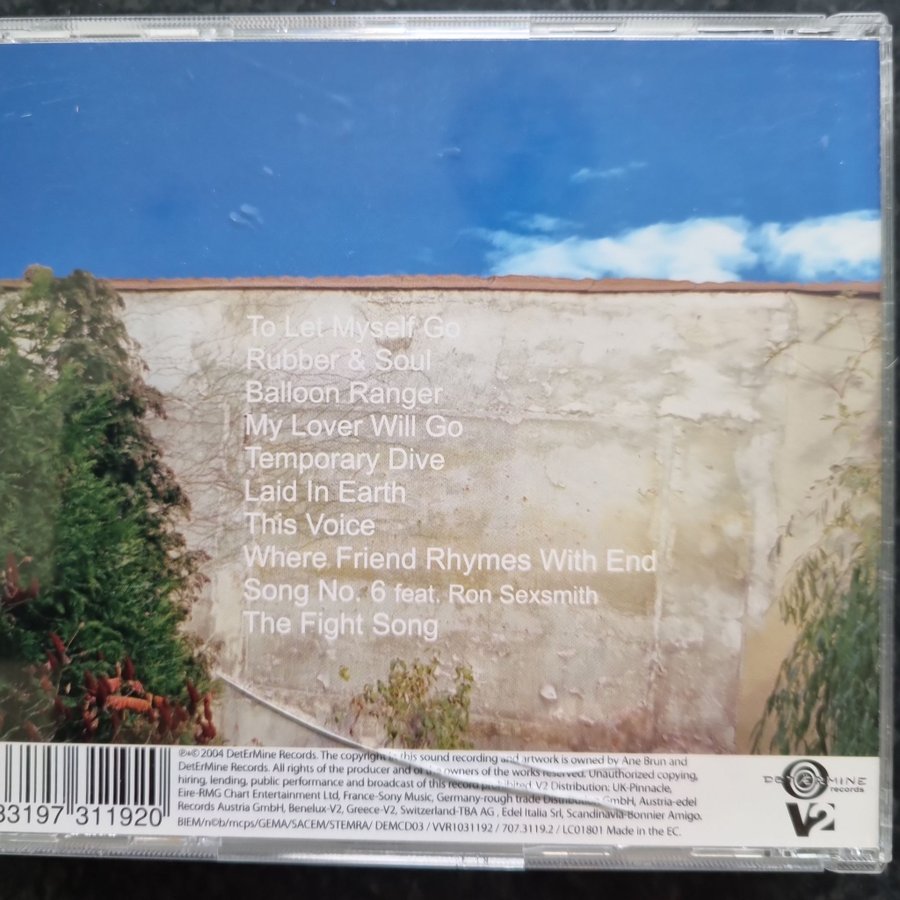 To Let Myself Go
Rubber & Soul
Balloon Ranger
My Lover Will Go
Temporary Dive
Laid In Earth
This Voice
Where Friend Rhymes With End
Song No. 6 feat. Ron Sexsmith
The Fight Song
33197 311920
℗+© 2004 DetErMine Records. The copyright in this sound recording and artwork is owned by Ane Brun and
DetErMine Records. All rights of the producer and of the owners of the works reserved. Unauthorized copying,
hiring, lending, public performance and broadcast of this record prohibited. V2 Distribution: UK-Pinnacle,
Eire-RMG Chart Entertainment Ltd, France-Sony Music, Germany-rough trade Distribution GmbH, Austria-edel
Records Austria GmbH, Benelux-V2, Greece-V2, Switzerland-TBA AG, Edel Italia Srl, Scandinavia-Bonnier Amigo.
BIEM/n©b/mcps/GEMA/SACEM/STEMRA/ DEMCD03 / VVR1031192 / 707.3119.2 / LC01801 Made in the EC.
DETERMINE
records
V2